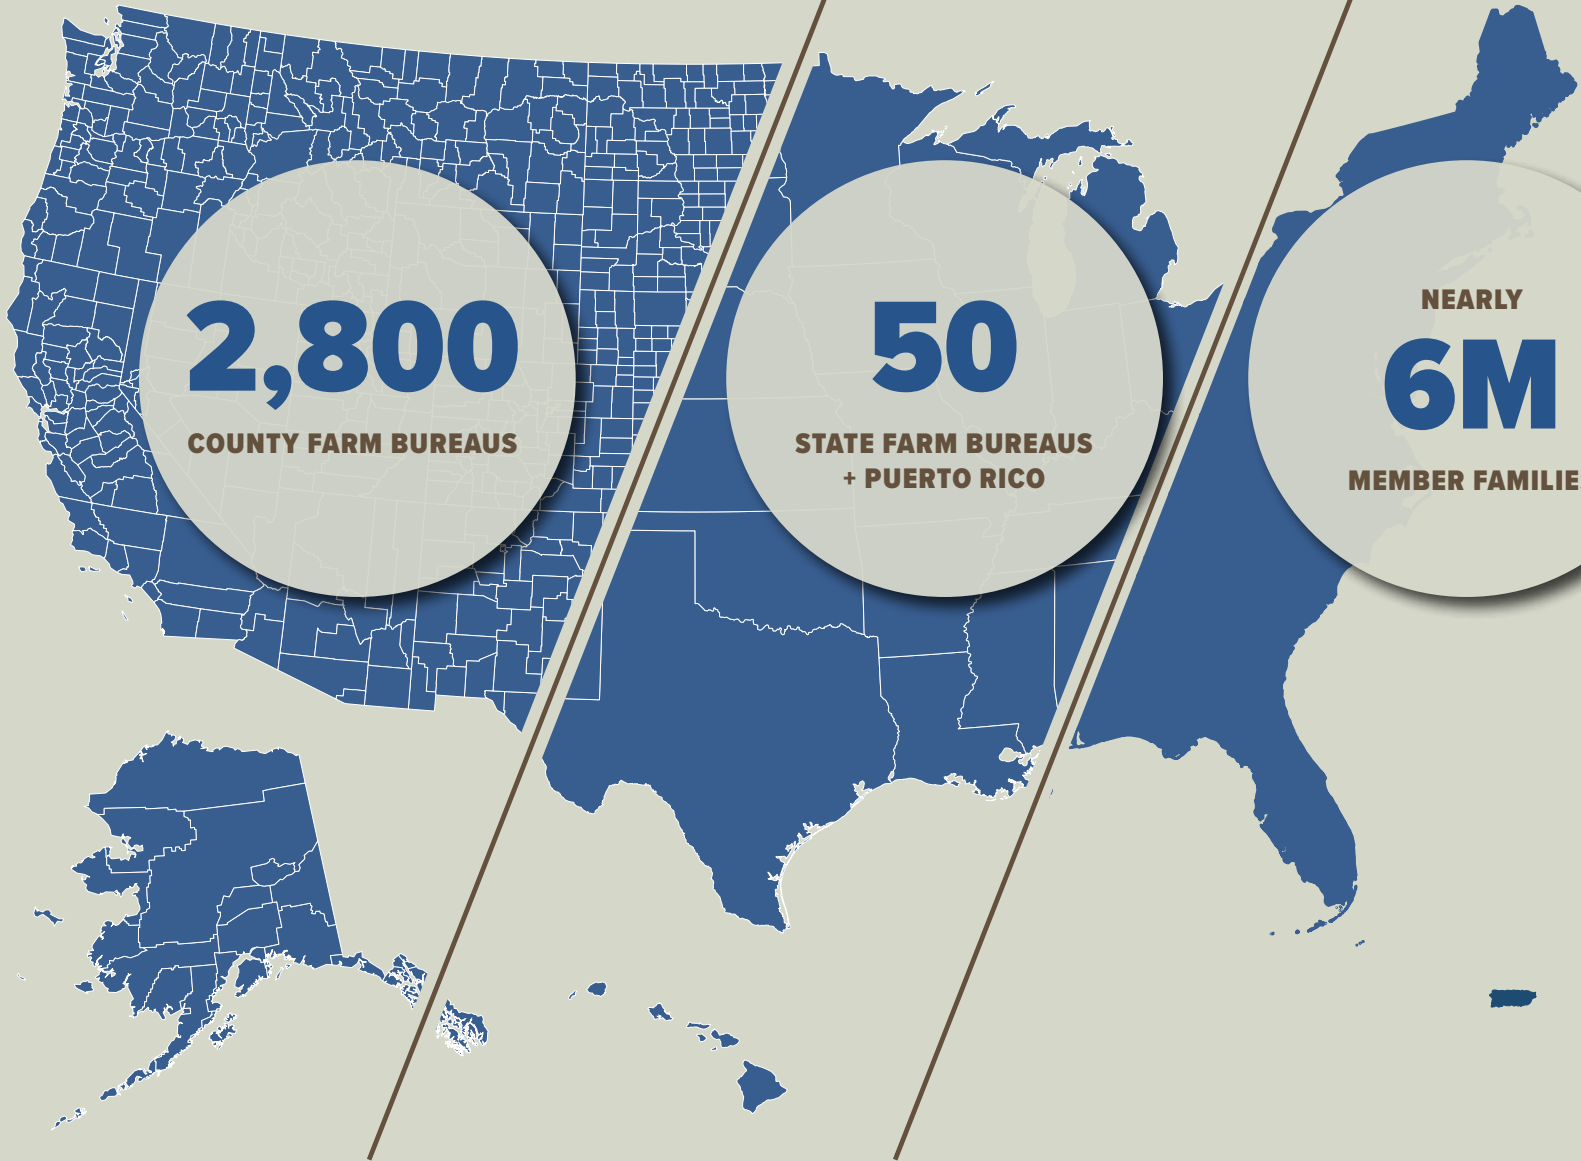 2,800
COUNTY FARM BUREAUS
50
STATE FARM BUREAUS
+ PUERTO RICO
NEARLY
6M
MEMBER FAMILIE